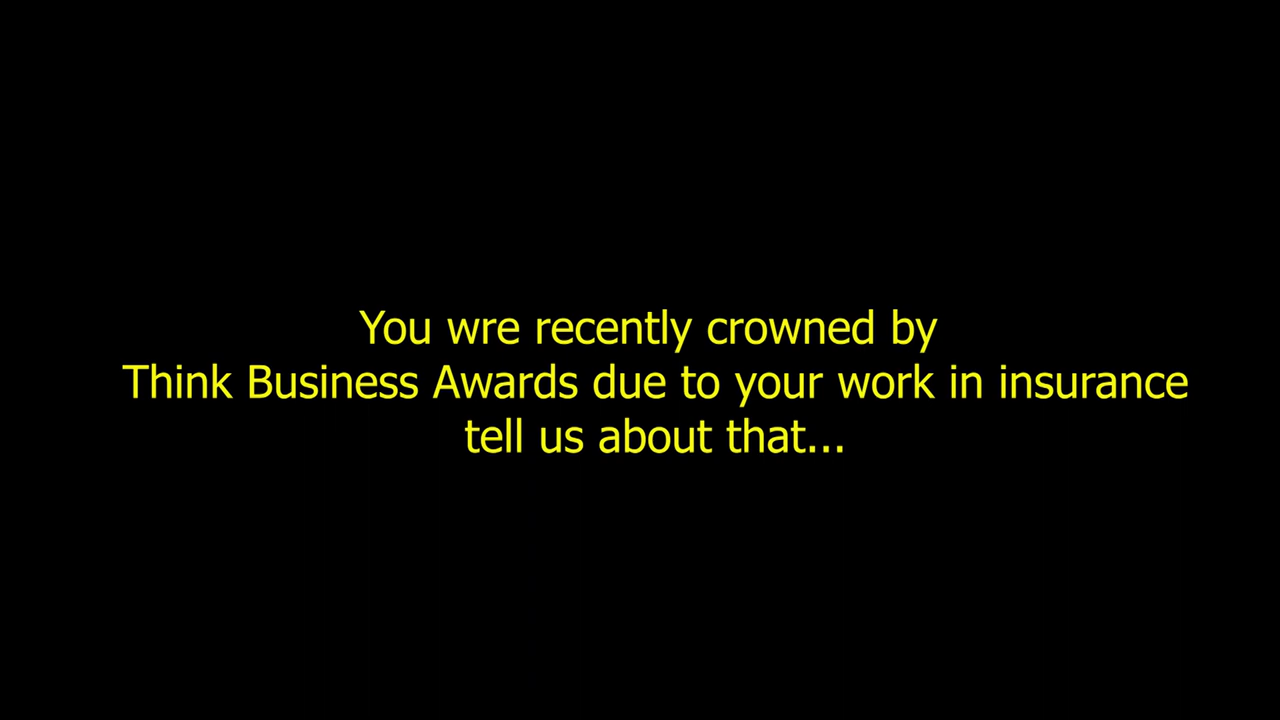 You wre recently crowned by
Think Business Awards due to your work in insurance
tell us about that...